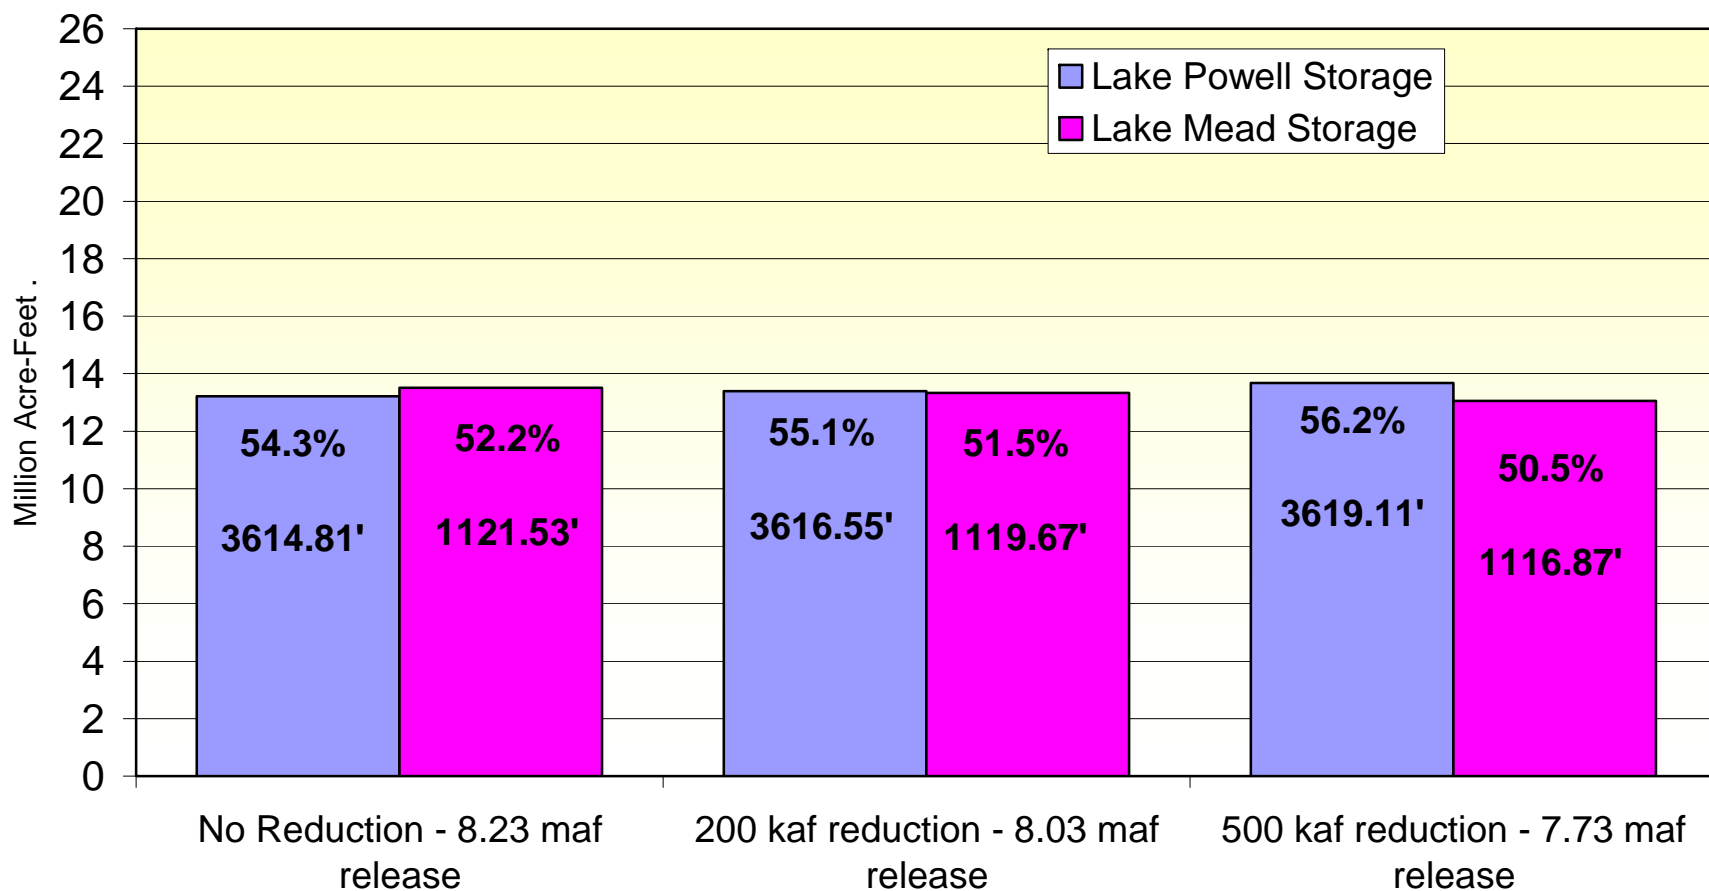 26
24
22
20
18
16
14
12
10
8
6
4
2
0
Million Acre-Feet .
Lake Powell Storage
Lake Mead Storage
54.3%
3614.81'
52.2%
1121.53'
55.1%
3616.55'
51.5%
1119.67'
56.2%
3619.11'
50.5%
1116.87'
No Reduction - 8.23 maf
release
200 kaf reduction - 8.03 maf
release
500 kaf reduction - 7.73 maf
release